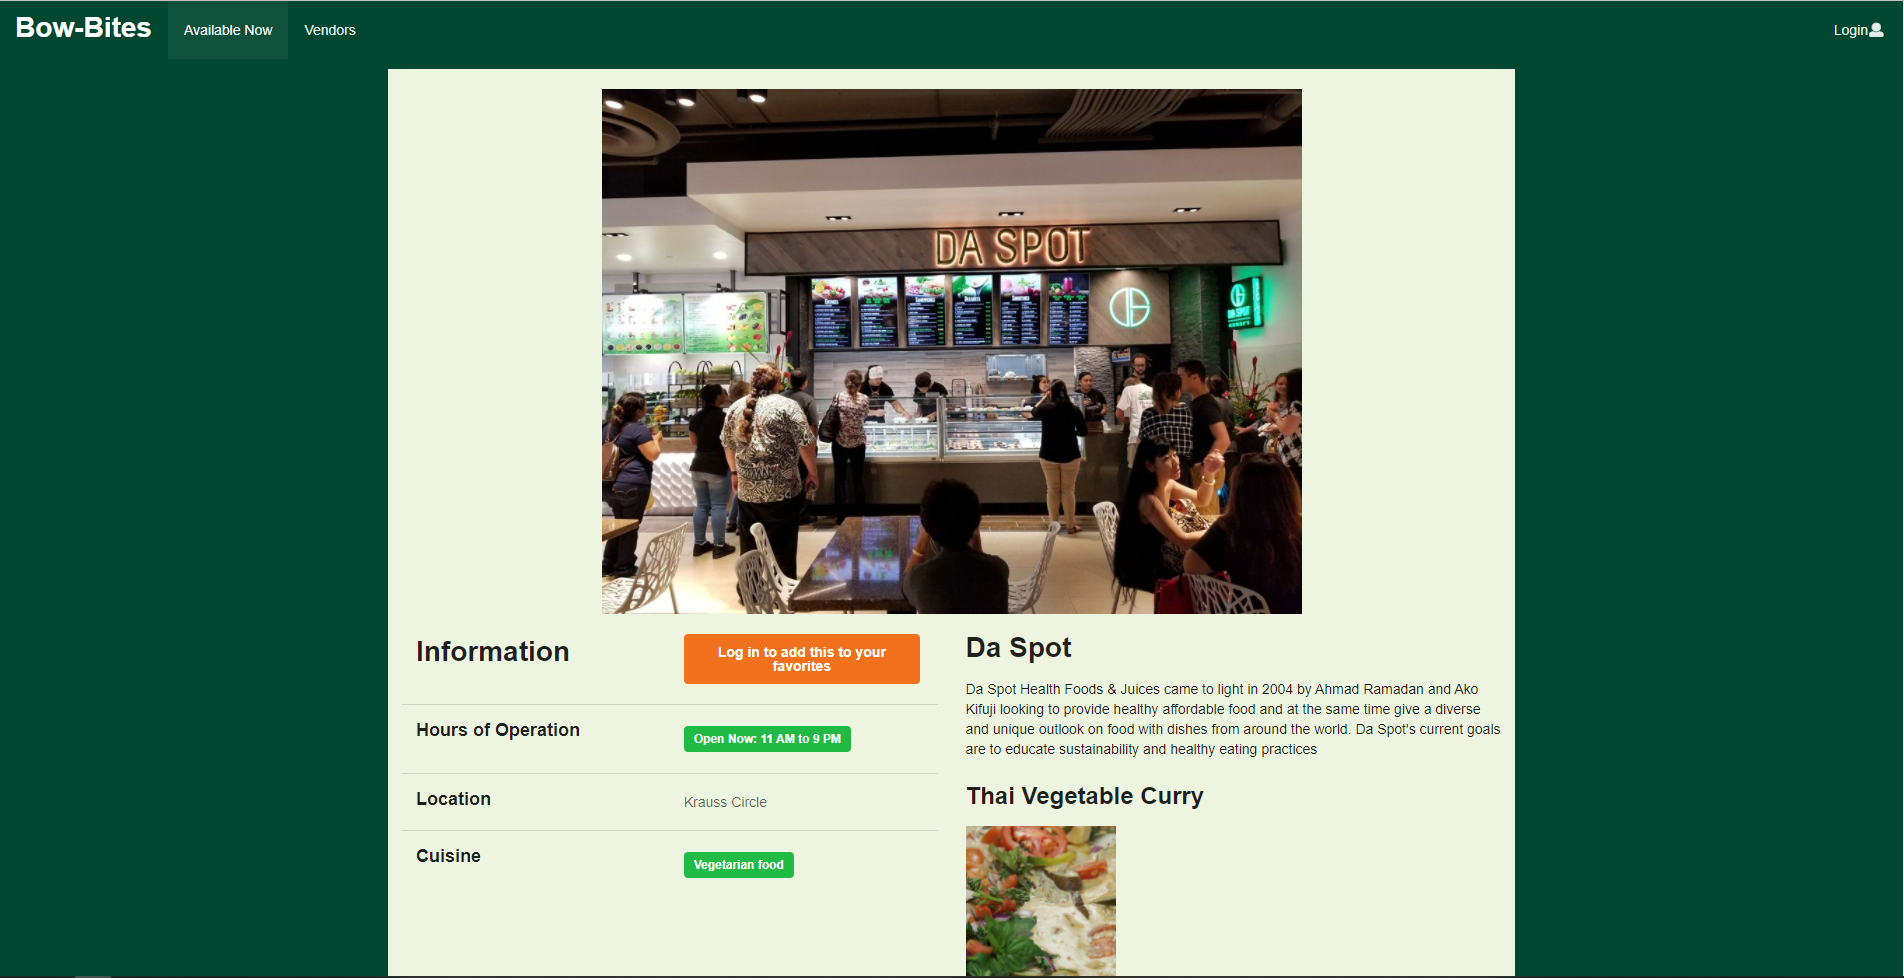 Bow-Bites
Available Now
Vendors
Login
DA SPOT
DA SPOT
Information
Log in to add this to your
favorites
Hours of Operation
Open Now: 11 AM to 9 PM
Location
Krauss Circle
Cuisine
Vegetarian food
Da Spot
Da Spot Health Foods & Juices came to light in 2004 by Ahmad Ramadan and Ako
Kifuji looking to provide healthy affordable food and at the same time give a diverse
and unique outlook on food with dishes from around the world. Da Spot's current goals
are to educate sustainability and healthy eating practices
Thai Vegetable Curry